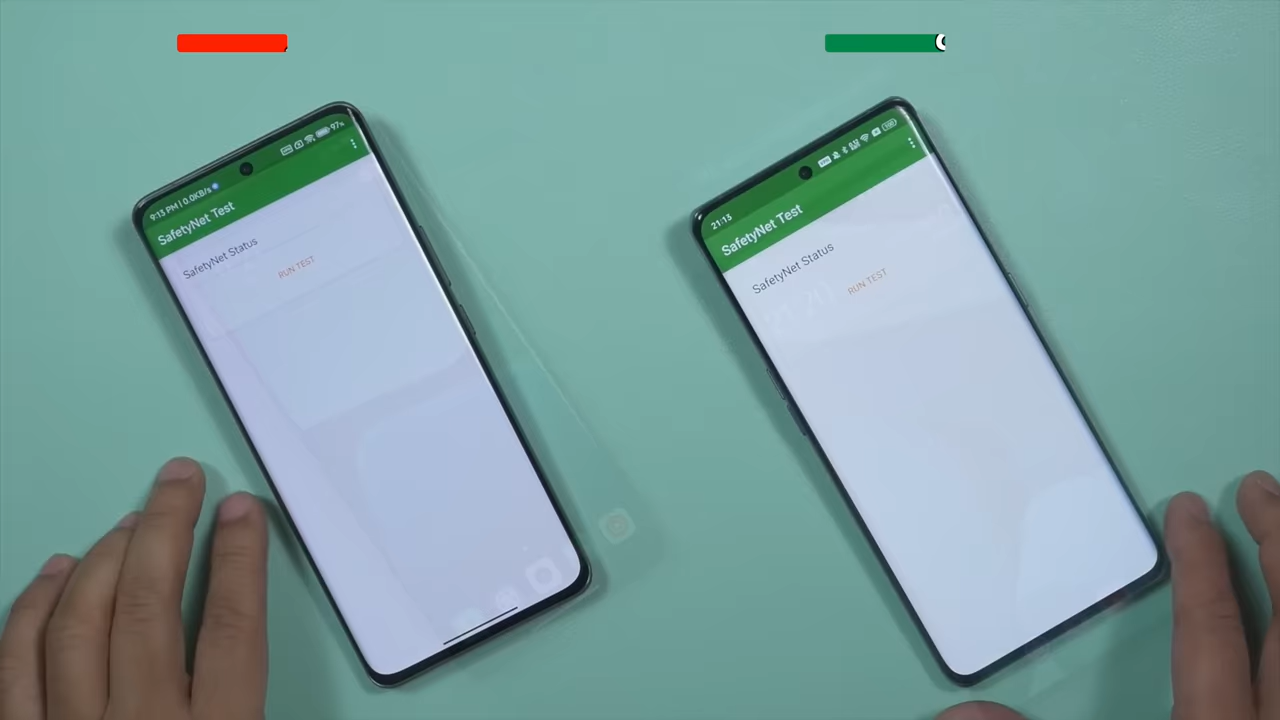 9:13 PM | 0.0KB/s
97%
SafetyNet Test
SafetyNet Status
RUN TEST
21:13
100
SafetyNet Test
SafetyNet Status
RUN TEST